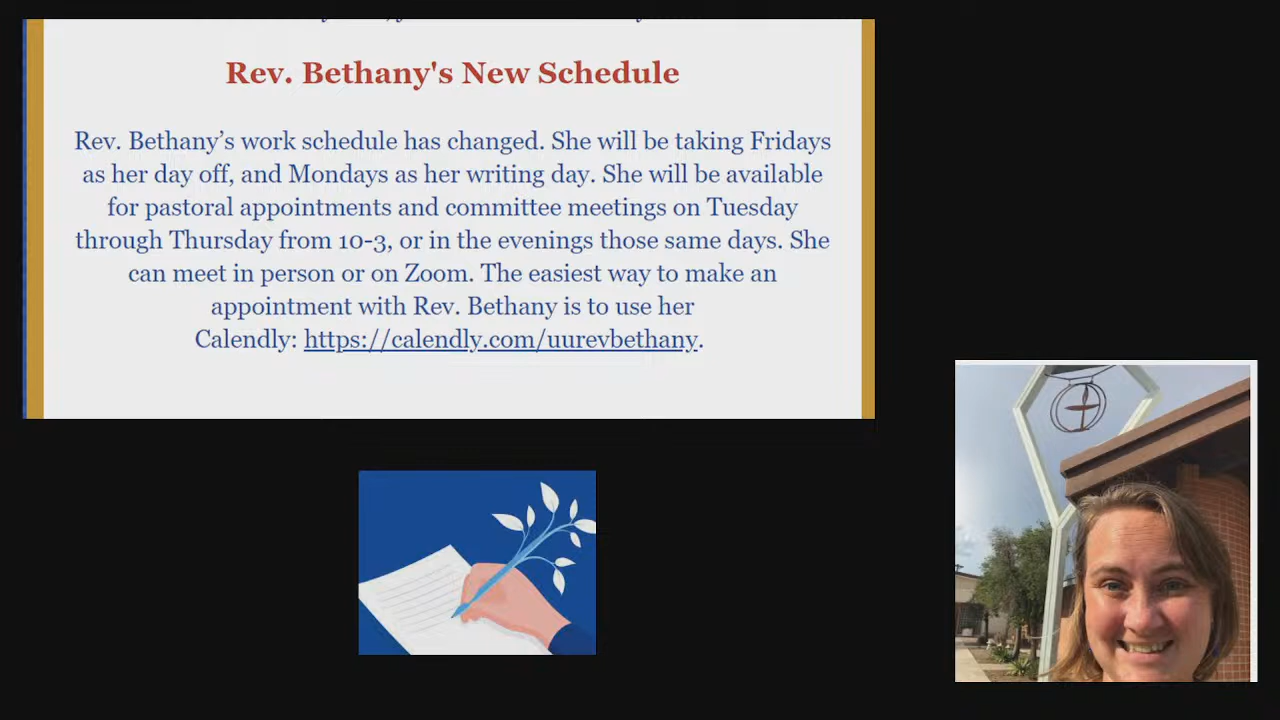 Rev. Bethany's New Schedule
Rev. Bethany’s work schedule has changed. She will be taking Fridays
as her day off, and Mondays as her writing day. She will be available
for pastoral appointments and committee meetings on Tuesday
through Thursday from 10-3, or in the evenings those same days. She
can meet in person or on Zoom. The easiest way to make an
appointment with Rev. Bethany is to use her
Calendly: https://calendly.com/uurevbethany.